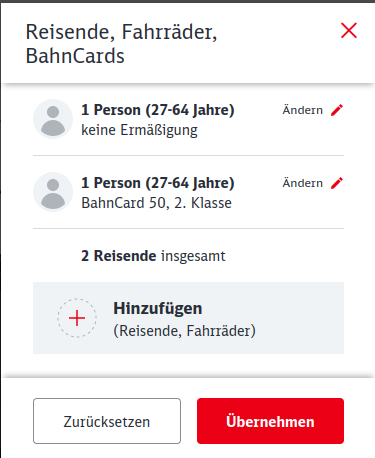 Reisende, Fahrräder,
BahnCards
1 Person (27-64 Jahre)
Ändern
keine Ermäßigung
1 Person (27-64 Jahre)
Ändern
BahnCard 50, 2. Klasse
2 Reisende insgesamt
Hinzufügen
(Reisende, Fahrräder)
Zurücksetzen
Übernehmen